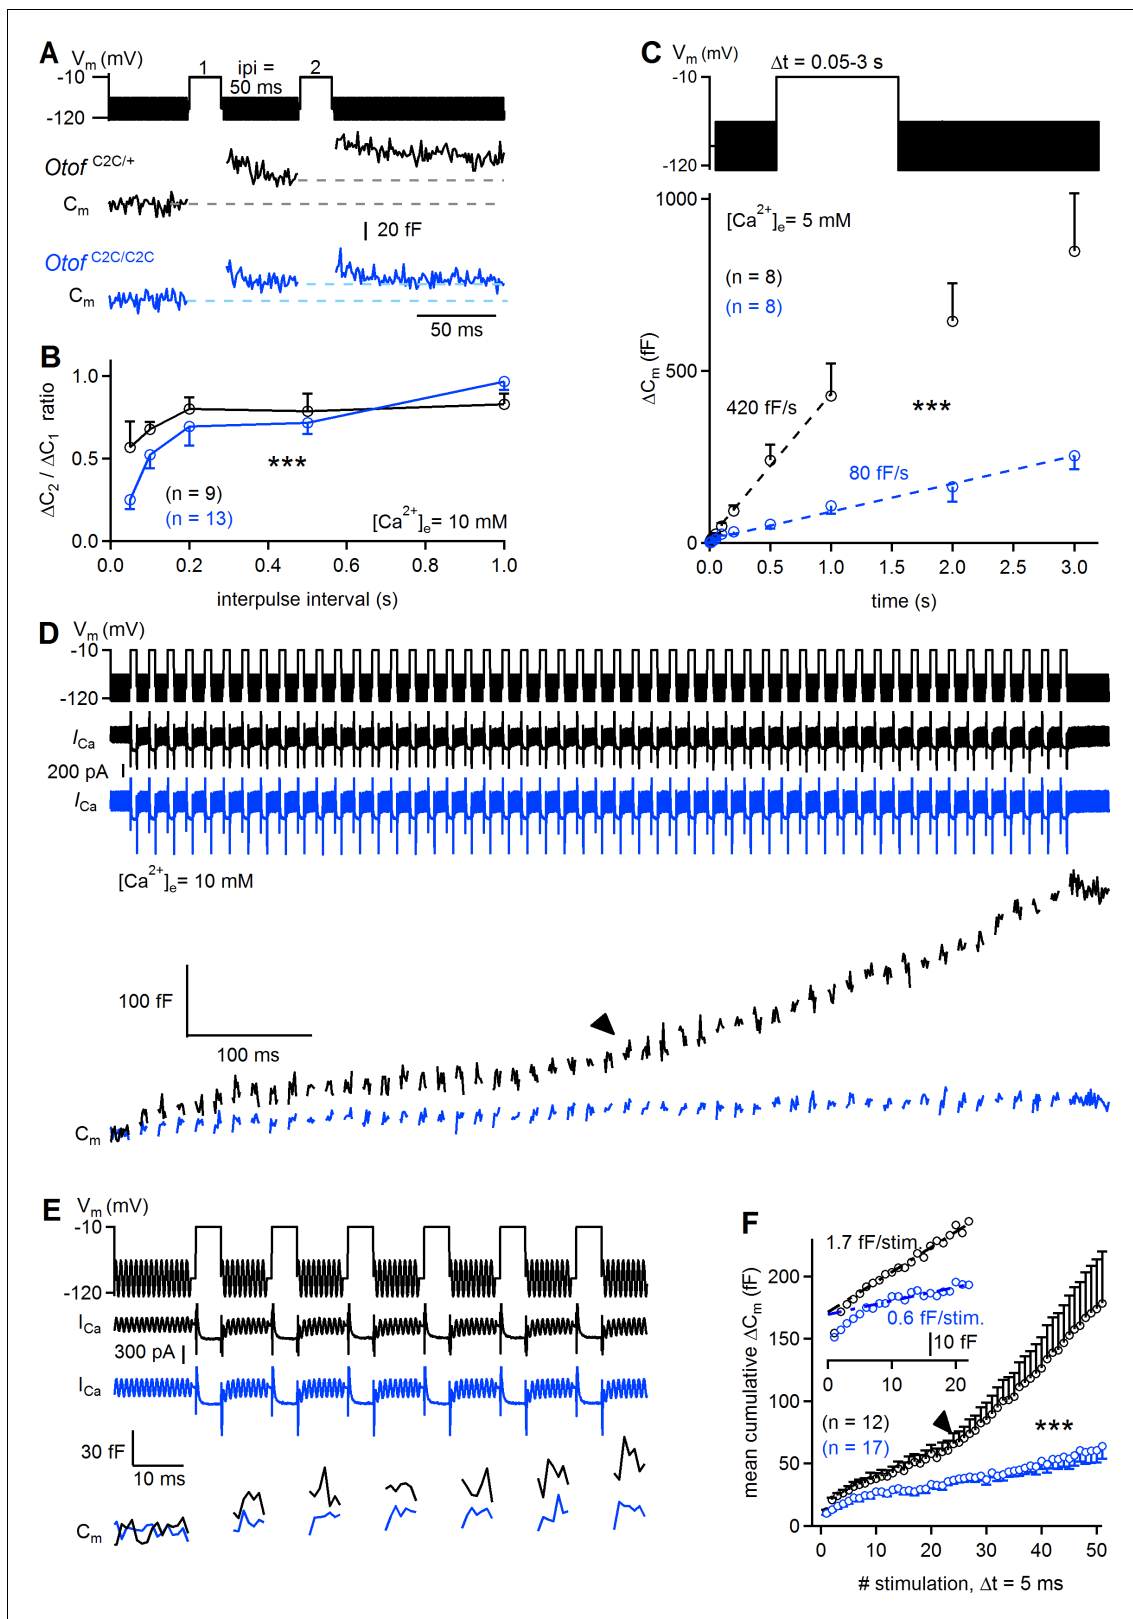 A
Vm (mV)
-10
-120
1
ipi =
50 ms
2
Otof C2C/+
Cm
20 fF
Otof C2C/C2C
Cm
50 ms
B
1.0
0.5
0.0
ΔC2 / ΔC1 ratio
***
(n = 9)
(n = 13)
[Ca2+]e= 10 mM
0.0 0.2 0.4 0.6 0.8 1.0
interpulse interval (s)
C
Vm (mV)
-10
-120
Δt = 0.05-3 s
1000
500
0
ΔCm (fF)
[Ca2+]e= 5 mM
(n = 8)
(n = 8)
420 fF/s
***
80 fF/s
0.0 0.5 1.0 1.5 2.0 2.5 3.0
time (s)
D
Vm (mV)
-10
-120
ICa
200 pA
ICa
[Ca2+]e= 10 mM
100 fF
100 ms
Cm
E
Vm (mV)
-10
-120
ICa
300 pA
ICa
30 fF
10 ms
Cm
F
200
150
100
50
0
mean cumulative ΔCm (fF)
1.7 fF/stim.
0.6 fF/stim.
10 fF
0 10 20
(n = 12)
(n = 17)
***
0 10 20 30 40 50
# stimulation, Δt = 5 ms